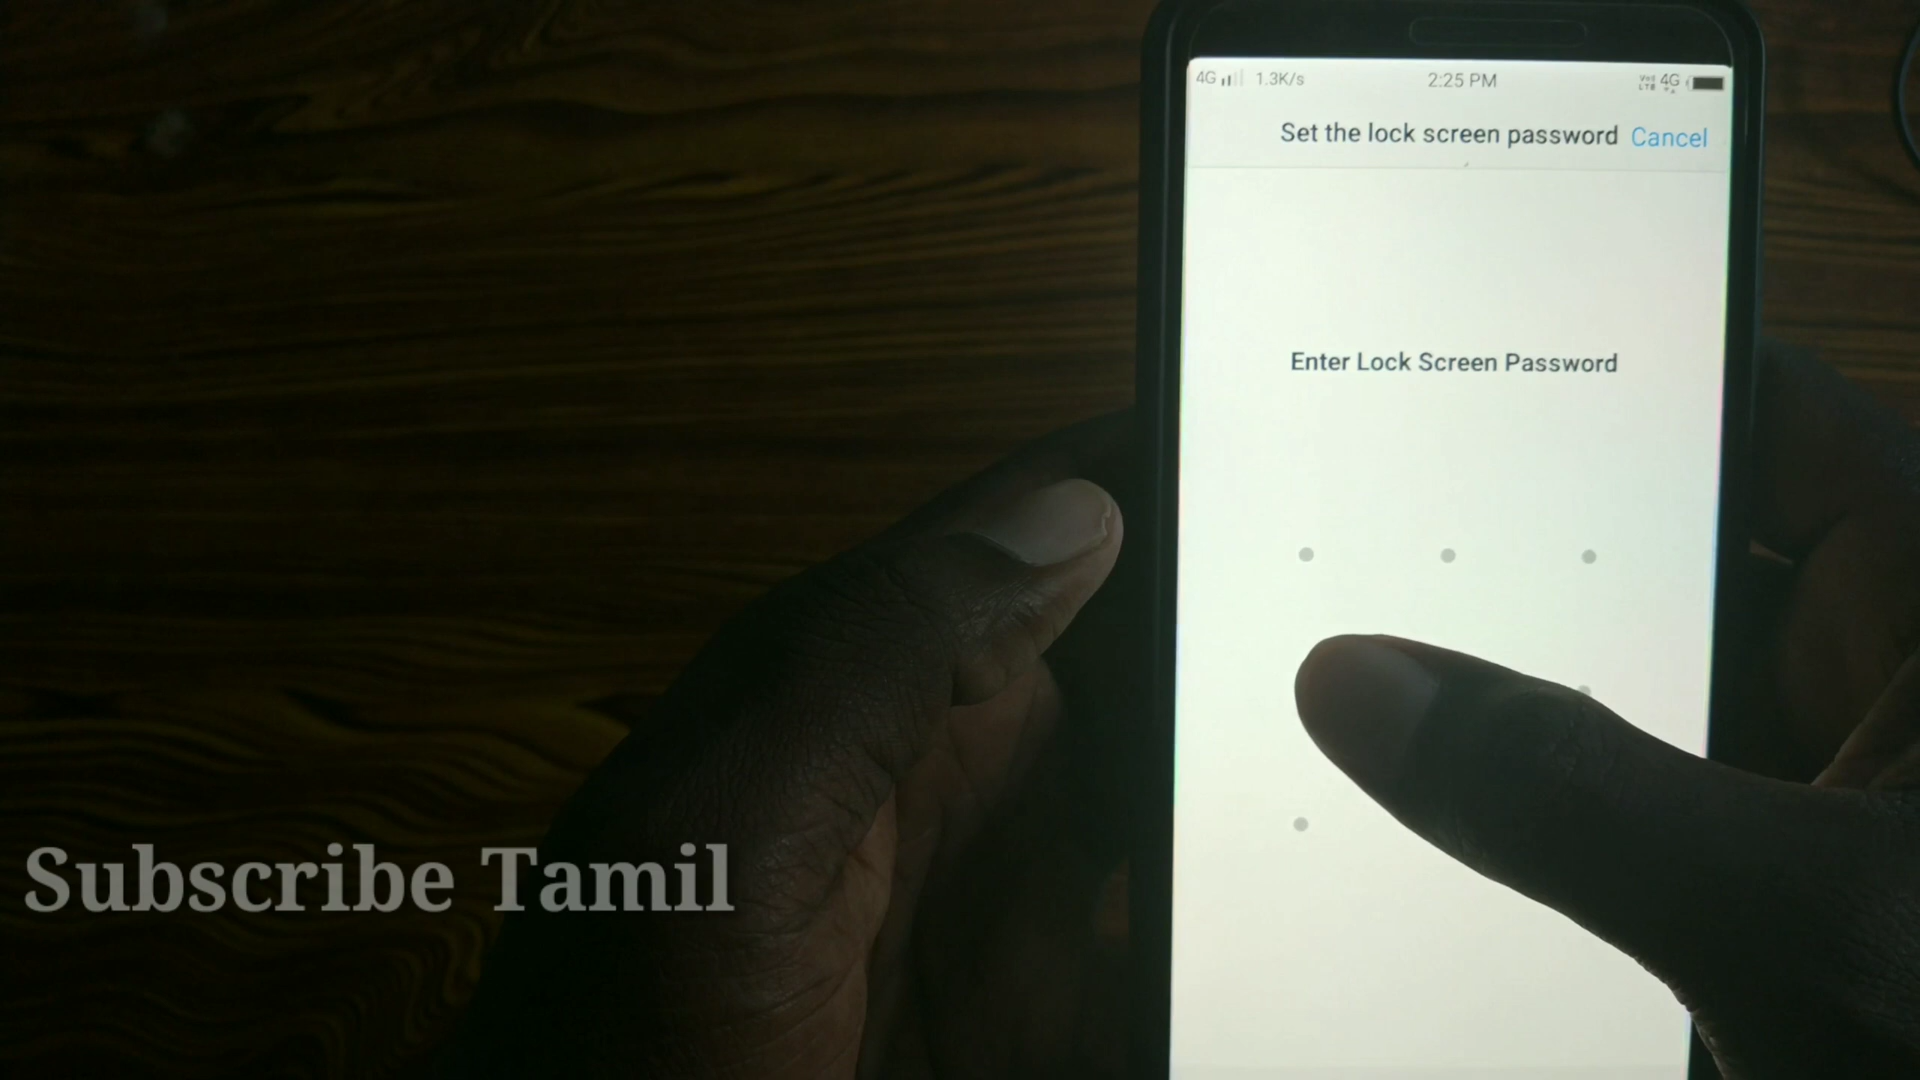 4G 1.3K/s 2:25 PM VoLTE 4G
Set the lock screen password Cancel
Enter Lock Screen Password
Subscribe Tamil